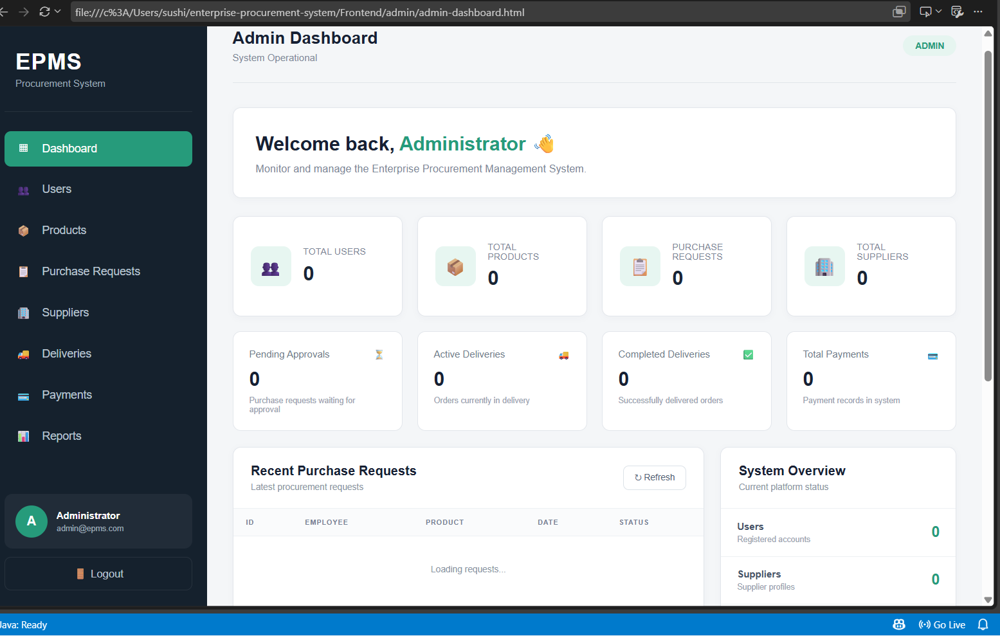 file:///c%3A/Users/sushi/enterprise-procurement-system/Frontend/admin/admin-dashboard.html
EPMS
Procurement System
Dashboard
Users
Products
Purchase Requests
Suppliers
Deliveries
Payments
Reports
A
Administrator
admin@epms.com
Logout
Admin Dashboard
System Operational
ADMIN
Welcome back, Administrator 👋
Monitor and manage the Enterprise Procurement Management System.
TOTAL USERS
0
TOTAL
PRODUCTS
0
PURCHASE
REQUESTS
0
TOTAL
SUPPLIERS
0
Pending Approvals
0
Purchase requests waiting for
approval
Active Deliveries
0
Orders currently in delivery
Completed Deliveries
0
Successfully delivered orders
Total Payments
0
Payment records in system
Recent Purchase Requests
Latest procurement requests
↻ Refresh
ID EMPLOYEE PRODUCT DATE STATUS
Loading requests...
System Overview
Current platform status
Users
Registered accounts
0
Suppliers
Supplier profiles
0
Java: Ready
Go Live